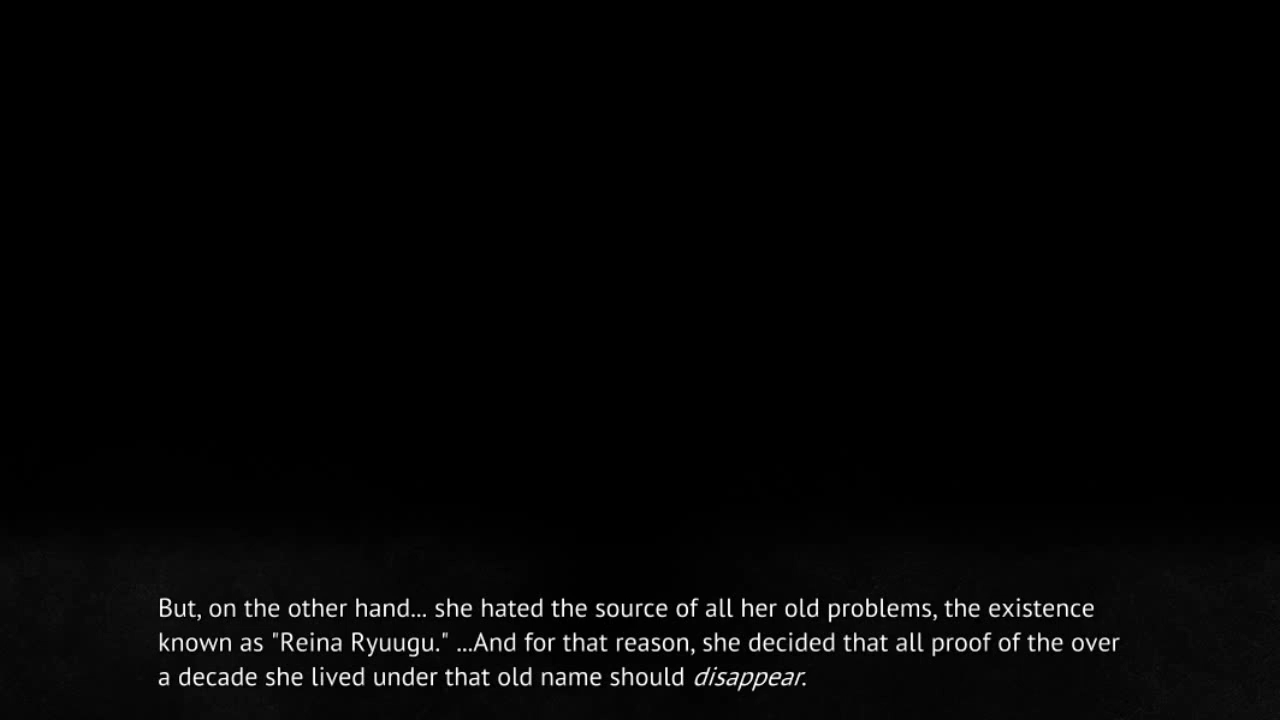 But, on the other hand... she hated the source of all her old problems, the existence
known as "Reina Ryuugu." ...And for that reason, she decided that all proof of the over
a decade she lived under that old name should disappear.